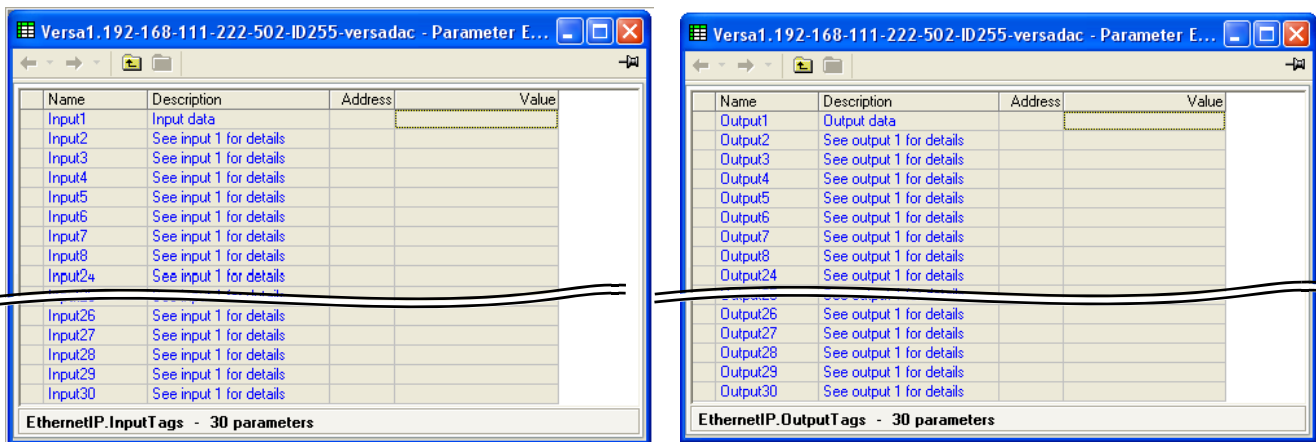 Versa1.192-168-111-222-502-ID255-versadac - Parameter E...
Name Description Address Value
Input1 Input data
Input2 See input 1 for details
Input3 See input 1 for details
Input4 See input 1 for details
Input5 See input 1 for details
Input6 See input 1 for details
Input7 See input 1 for details
Input8 See input 1 for details
Input24 See input 1 for details
Input26 See input 1 for details
Input27 See input 1 for details
Input28 See input 1 for details
Input29 See input 1 for details
Input30 See input 1 for details
EthernetIP.InputTags - 30 parameters
Versa1.192-168-111-222-502-ID255-versadac - Parameter E...
Name Description Address Value
Output1 Output data
Output2 See output 1 for details
Output3 See output 1 for details
Output4 See output 1 for details
Output5 See output 1 for details
Output6 See output 1 for details
Output7 See output 1 for details
Output8 See output 1 for details
Output24 See output 1 for details
Output26 See output 1 for details
Output27 See output 1 for details
Output28 See output 1 for details
Output29 See output 1 for details
Output30 See output 1 for details
EthernetIP.OutputTags - 30 parameters